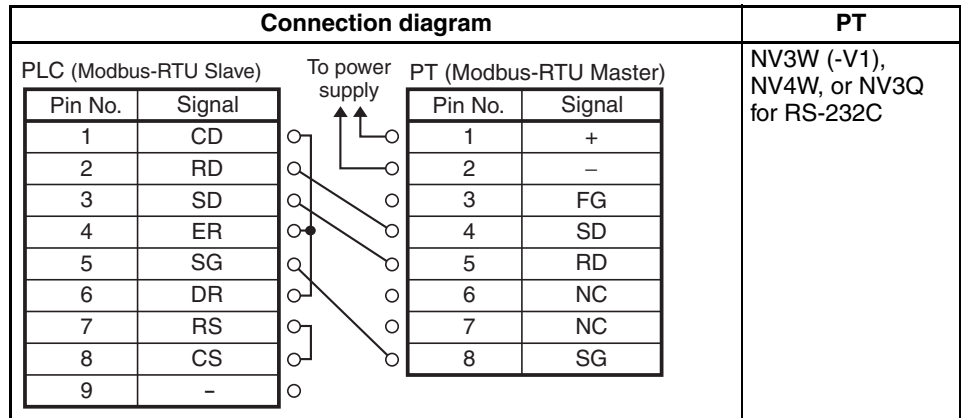 Connection diagram PT
PLC (Modbus-RTU Slave) To power supply PT (Modbus-RTU Master) NV3W (-V1),
NV4W, or NV3Q
for RS-232C
Pin No. Signal Pin No. Signal
1 CD 1 +
2 RD 2 −
3 SD 3 FG
4 ER 4 SD
5 SG 5 RD
6 DR 6 NC
7 RS 7 NC
8 CS 8 SG
9 –